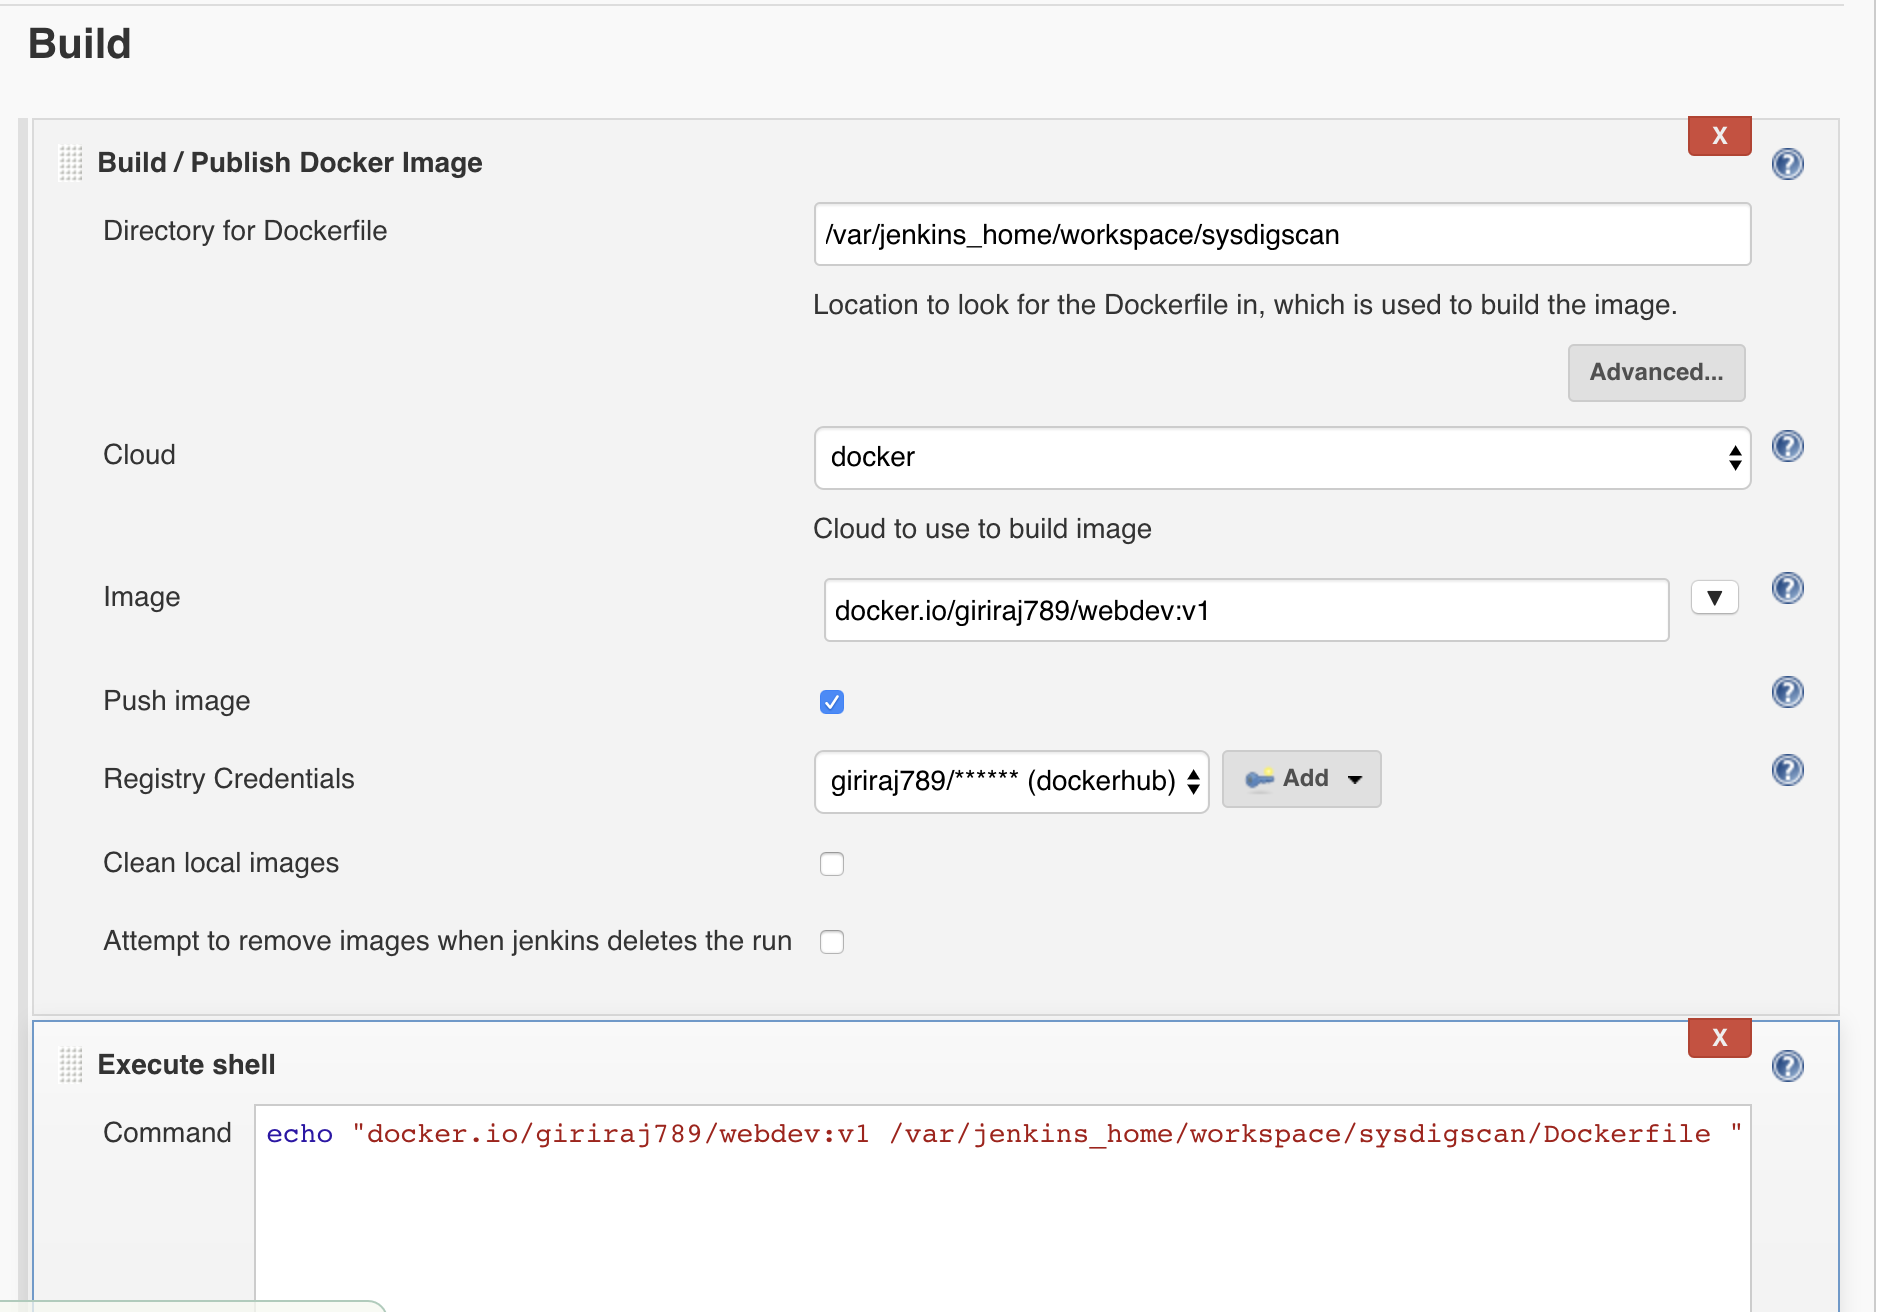 Build
X
Build / Publish Docker Image
Directory for Dockerfile
/var/jenkins_home/workspace/sysdigscan
Location to look for the Dockerfile in, which is used to build the image.
Advanced...
Cloud
docker
Cloud to use to build image
Image
docker.io/giriraj789/webdev:v1
Push image
Registry Credentials
giriraj789/****** (dockerhub)
Add
Clean local images
Attempt to remove images when jenkins deletes the run
X
Execute shell
Command
echo "docker.io/giriraj789/webdev:v1 /var/jenkins_home/workspace/sysdigscan/Dockerfile "